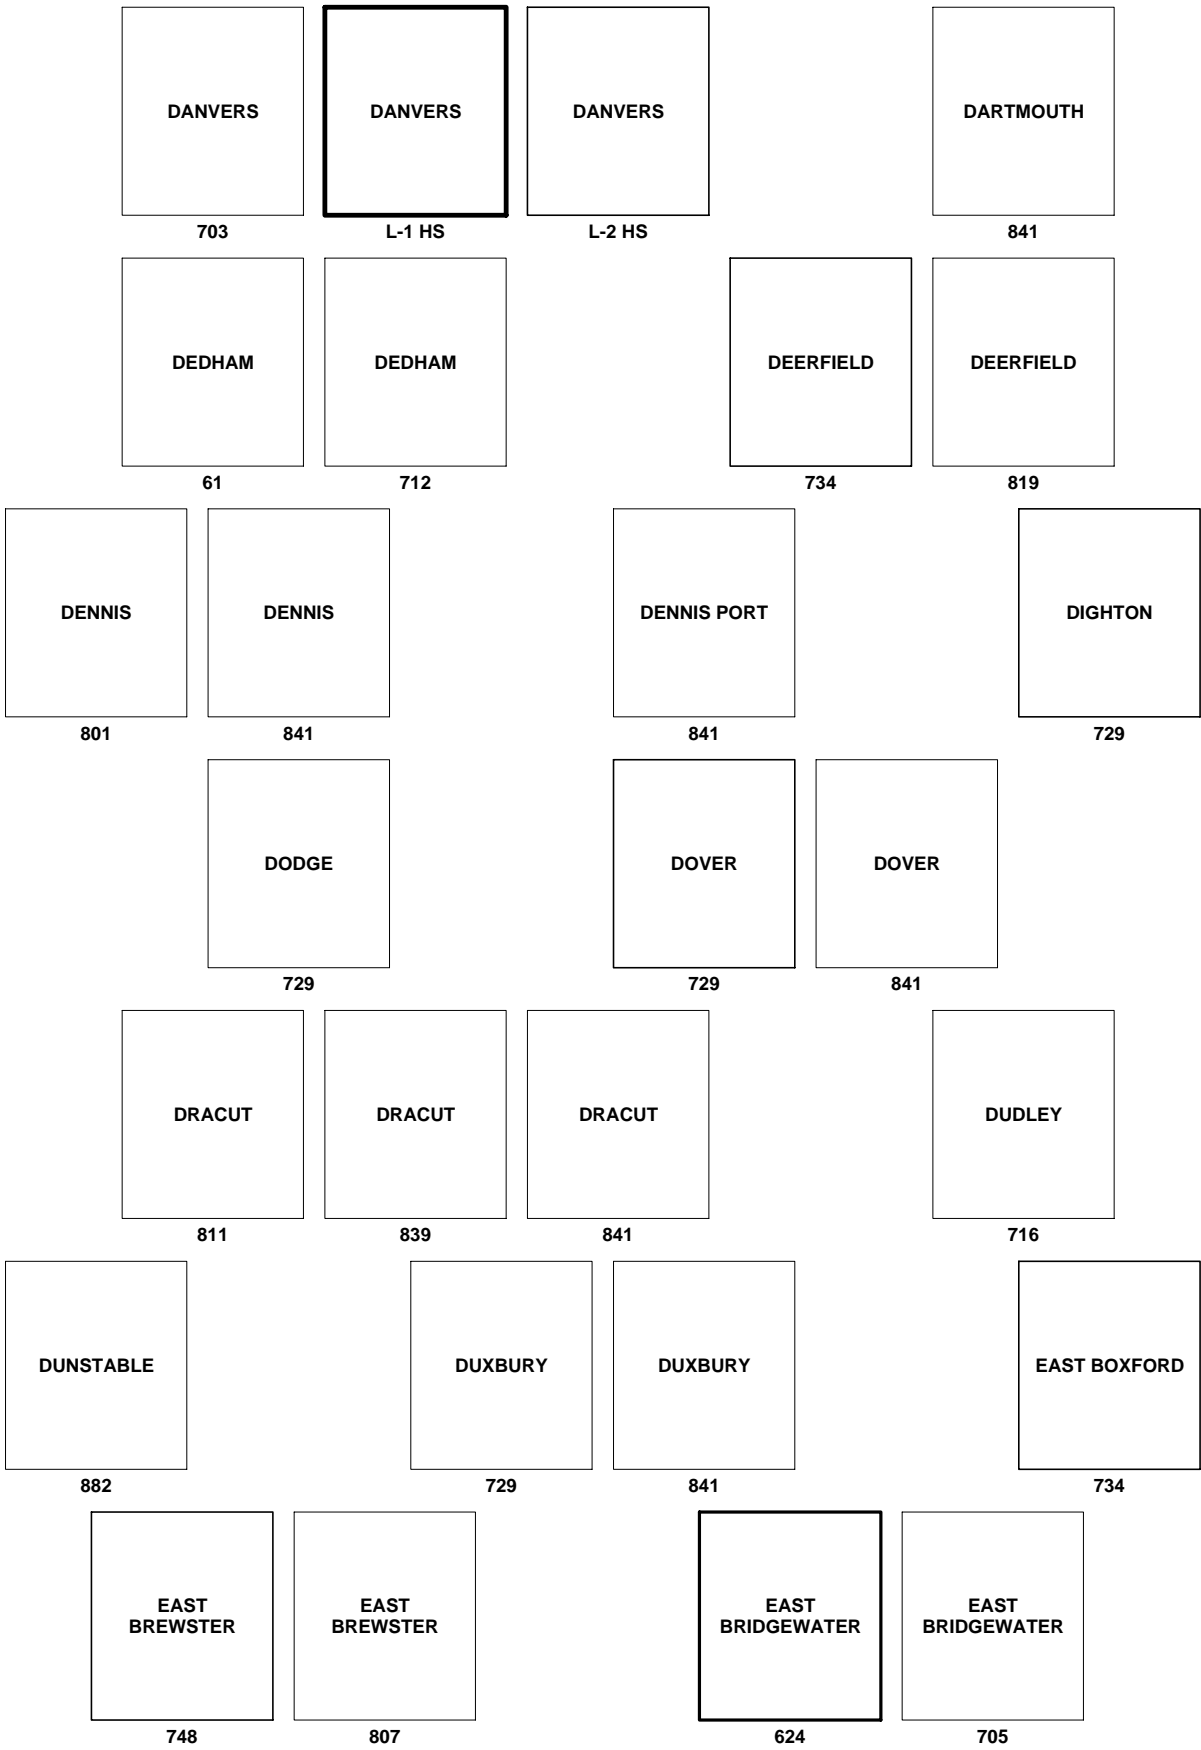 DANVERS DANVERS DANVERS DARTMOUTH
703 L-1 HS L-2 HS 841
DEDHAM DEDHAM DEERFIELD DEERFIELD
61 712 734 819
DENNIS DENNIS DENNIS PORT DIGHTON
801 841 841 729
DODGE DOVER DOVER
729 729 841
DRACUT DRACUT DRACUT DUDLEY
811 839 841 716
DUNSTABLE DUXBURY DUXBURY EAST BOXFORD
882 729 841 734
EAST EAST EAST EAST
BREWSTER BREWSTER BRIDGEWATER BRIDGEWATER
748 807 624 705